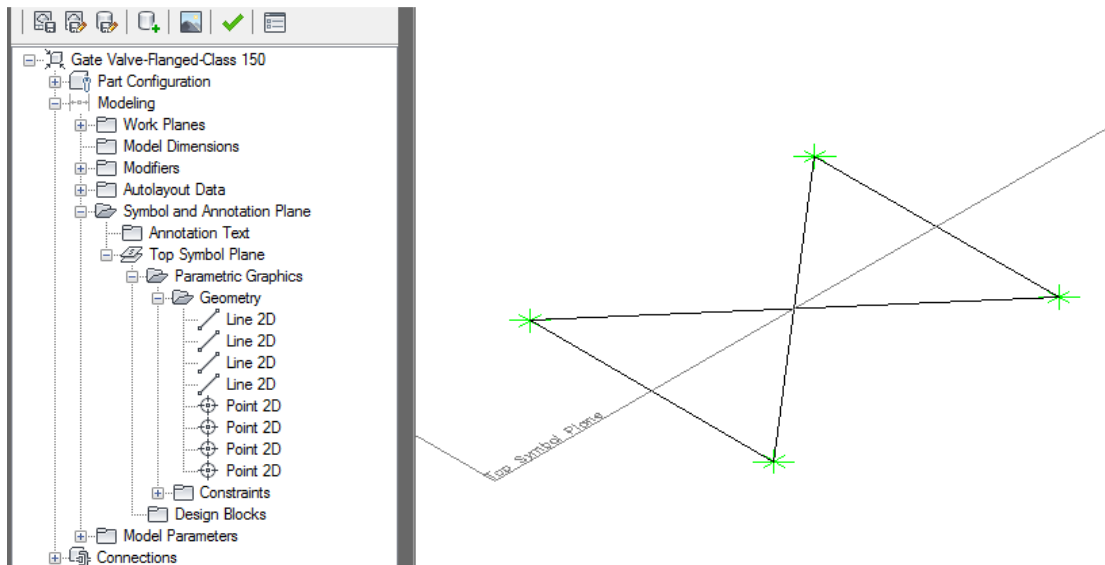 Gate Valve-Flanged-Class 150
Part Configuration
Modeling
Work Planes
Model Dimensions
Modifiers
Autolayout Data
Symbol and Annotation Plane
Annotation Text
Top Symbol Plane
Parametric Graphics
Geometry
Line 2D
Line 2D
Line 2D
Line 2D
Point 2D
Point 2D
Point 2D
Point 2D
Constraints
Design Blocks
Model Parameters
Connections
Top Symbol Plane